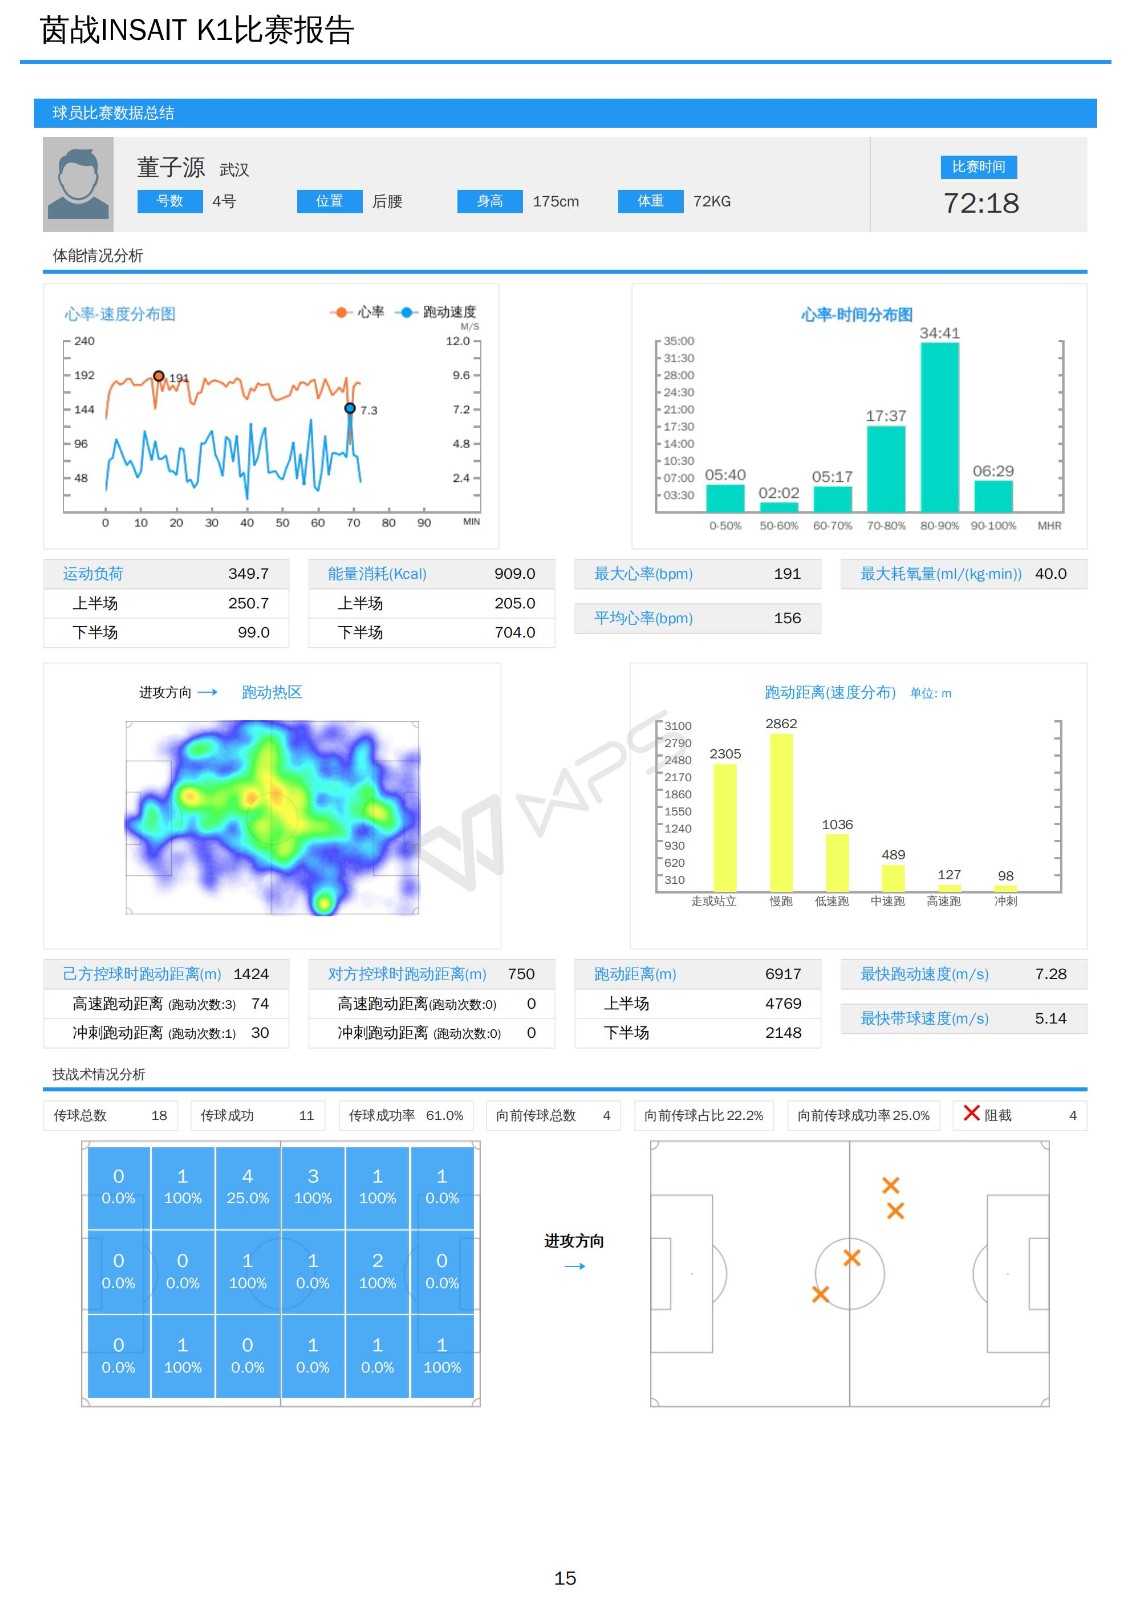 茵战INSAIT K1比赛报告
球员比赛数据总结
董子源 武汉
比赛时间
号数 4号 位置 后腰 身高 175cm 体重 72KG
72:18
体能情况分析
心率-速度分布图 心率 跑动速度
M/S
240 12.0
192 191 9.6
144 7.3 7.2
96 4.8
48 2.4
0 10 20 30 40 50 60 70 80 90 MIN
心率-时间分布图
34:41
35:00
31:30
28:00
24:30
21:00 17:37
17:30
14:00
10:30
07:00 05:40 05:17 06:29
03:30 02:02
0-50% 50-60% 60-70% 70-80% 80-90% 90-100% MHR
运动负荷 349.7 能量消耗(Kcal) 909.0 最大心率(bpm) 191 最大耗氧量(ml/(kg·min)) 40.0
上半场 250.7 上半场 205.0
平均心率(bpm) 156
下半场 99.0 下半场 704.0
进攻方向 → 跑动热区
跑动距离(速度分布) 单位: m
3100 2862
2790
2480 2305
2170
1860
1550
1240 1036
930
620 489
310 127 98
走或站立 慢跑 低速跑 中速跑 高速跑 冲刺
WPS
己方控球时跑动距离(m) 1424 对方控球时跑动距离(m) 750 跑动距离(m) 6917 最快跑动速度(m/s) 7.28
高速跑动距离 (跑动次数:3) 74 高速跑动距离(跑动次数:0) 0 上半场 4769
最快带球速度(m/s) 5.14
冲刺跑动距离 (跑动次数:1) 30 冲刺跑动距离 (跑动次数:0) 0 下半场 2148
技战术情况分析
传球总数 18 传球成功 11 传球成功率 61.0% 向前传球总数 4 向前传球占比 22.2% 向前传球成功率 25.0% 阻截 4
0 1 4 3 1 1
0.0% 100% 25.0% 100% 100% 0.0%
0 0 1 1 2 0
0.0% 0.0% 100% 0.0% 100% 0.0%
0 1 0 1 1 1
0.0% 100% 0.0% 0.0% 0.0% 100%
进攻方向
→
15